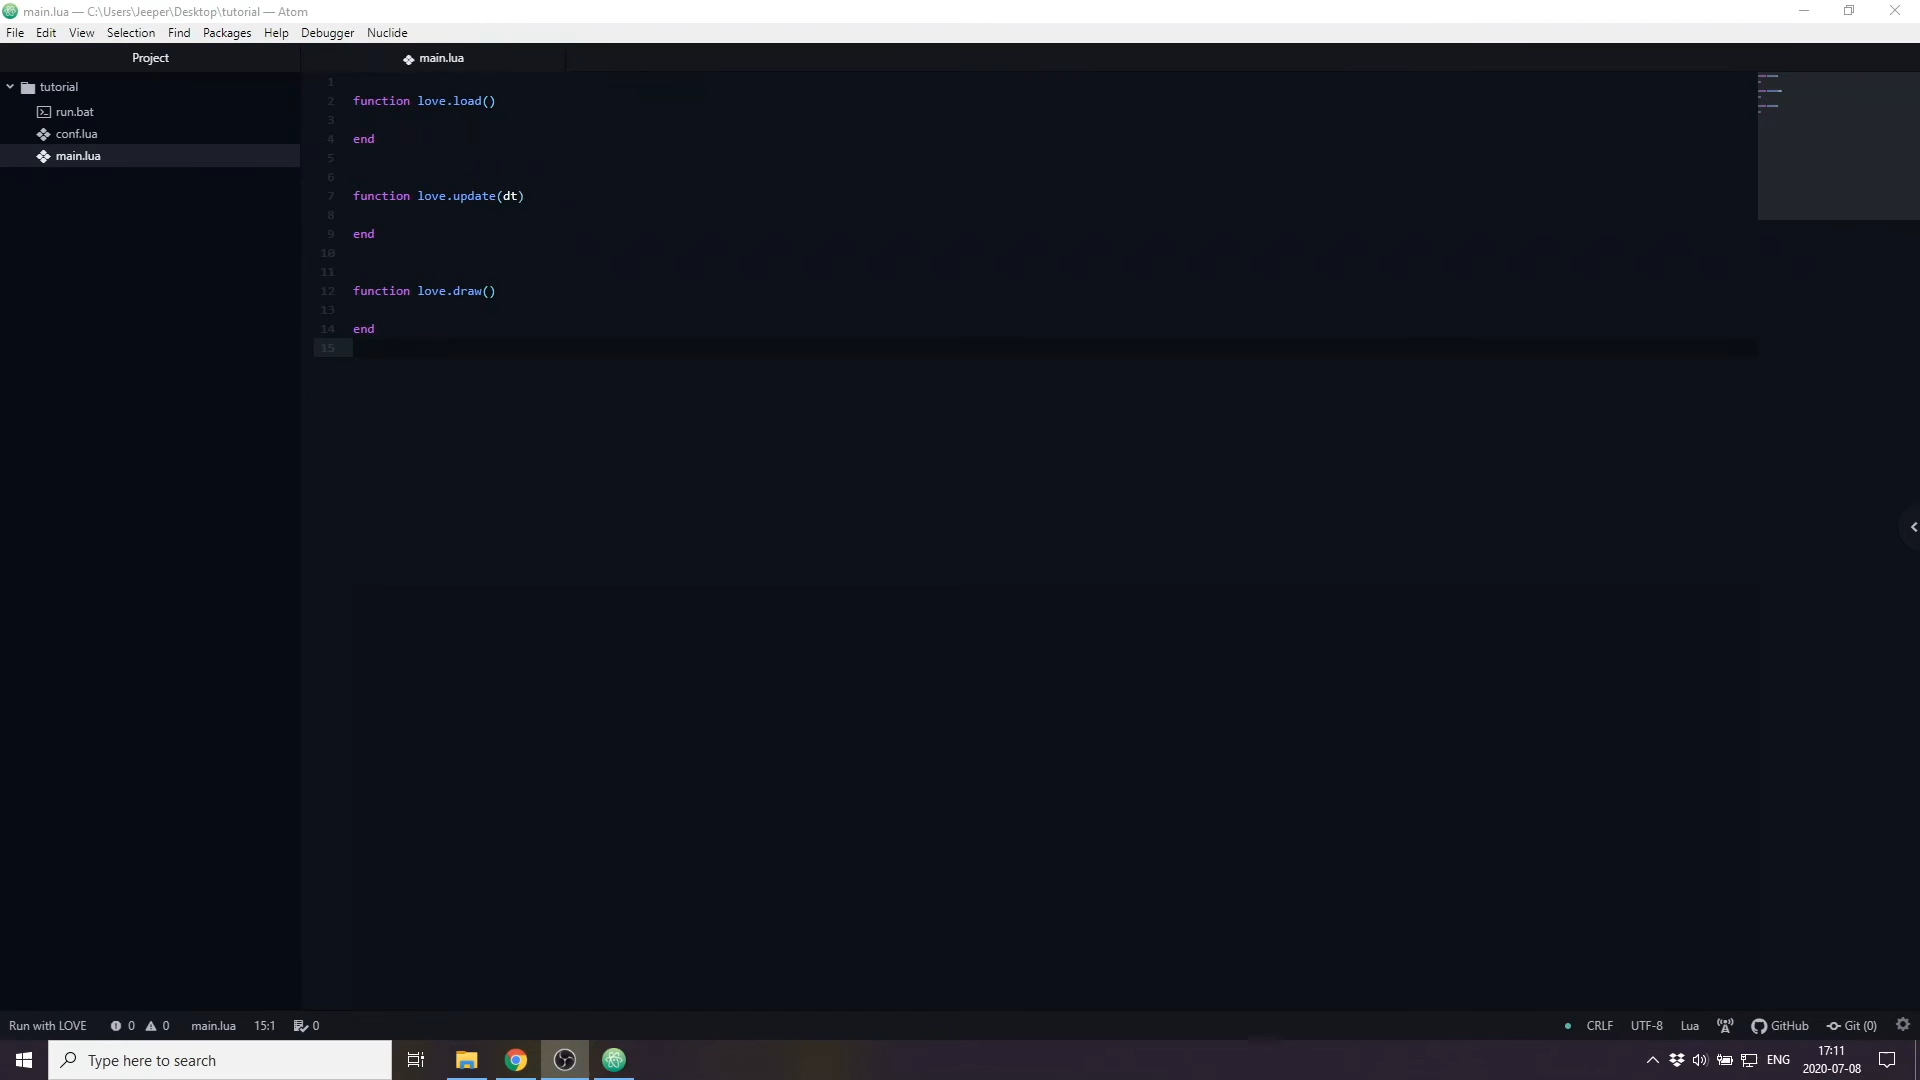 main.lua — C:\Users\Jeeper\Desktop\tutorial — Atom
File Edit View Selection Find Packages Help Debugger Nuclide
Project
main.lua
tutorial
run.bat
conf.lua
main.lua
1
2 function love.load()
3
4 end
5
6
7 function love.update(dt)
8
9 end
10
11
12 function love.draw()
13
14 end
15
Run with LOVE 0 0 main.lua 15:1 0 CRLF UTF-8 Lua GitHub Git (0)
Type here to search
ENG
17:11
2020-07-08